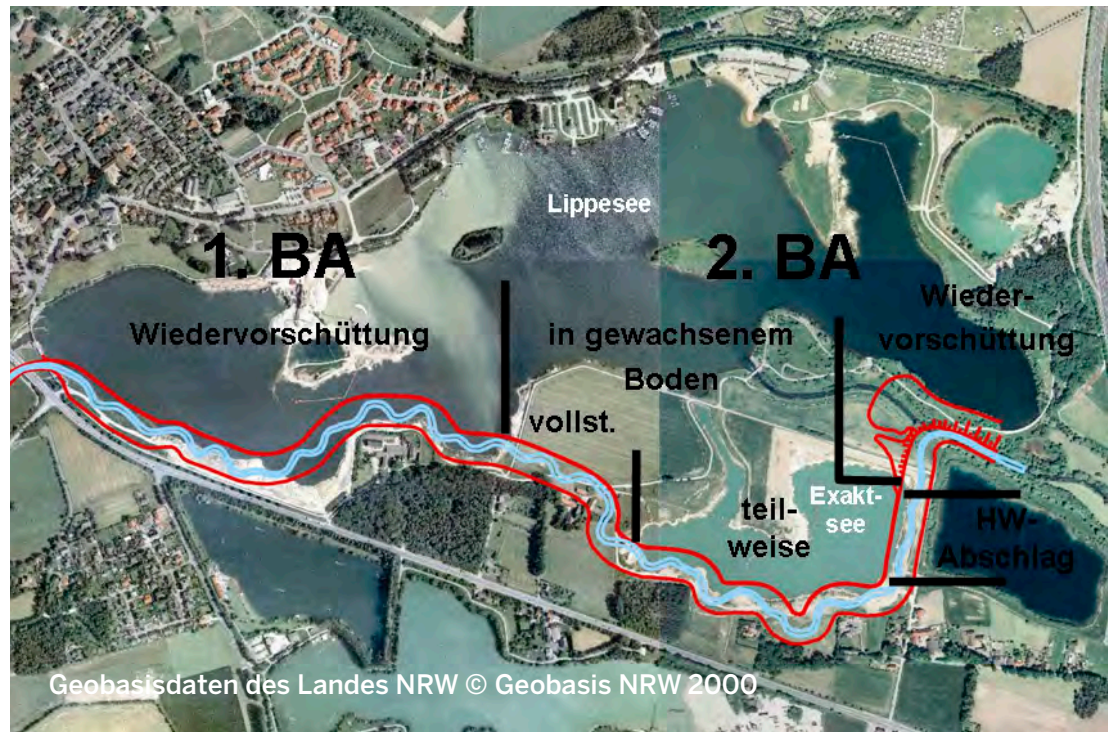 Lippesee
1. BA
2. BA
Wiedervorschüttung
in gewachsenem
Boden
vollst.
Wieder-
vorschüttung
teil-
weise
Exakt-
see
HW-
Abschlag
Geobasisdaten des Landes NRW © Geobasis NRW 2000